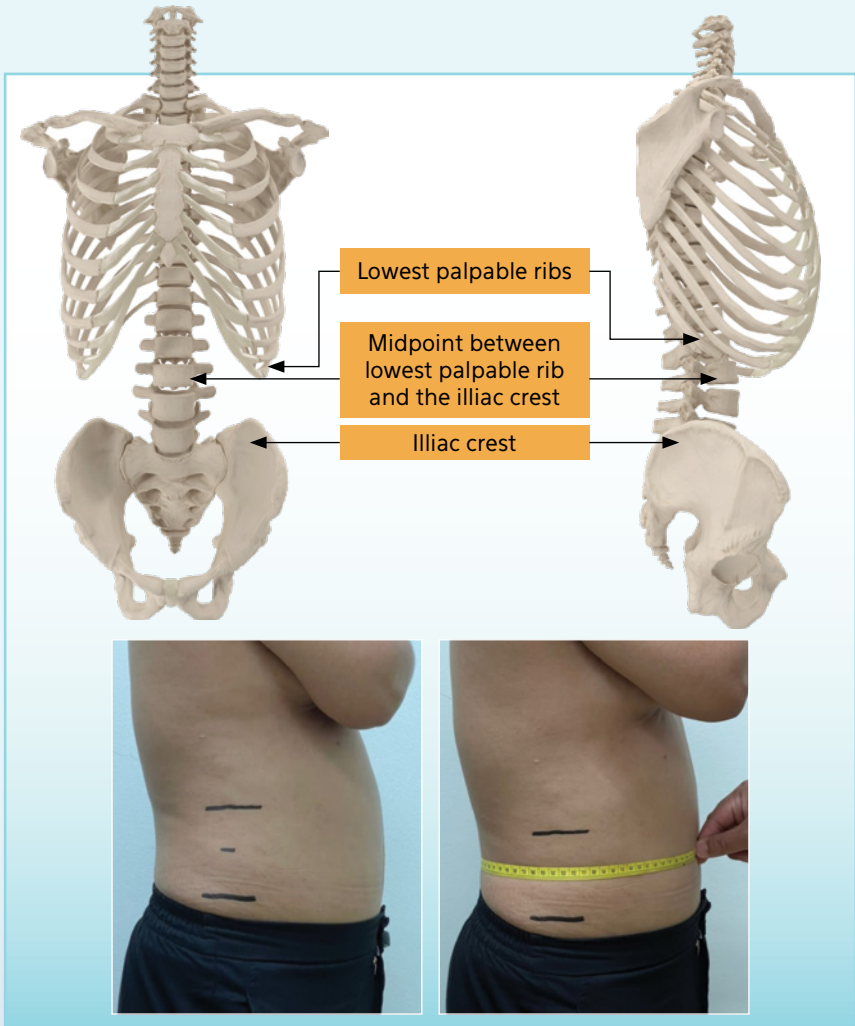 Lowest palpable ribs
Midpoint between
lowest palpable rib
and the illiac crest
Illiac crest